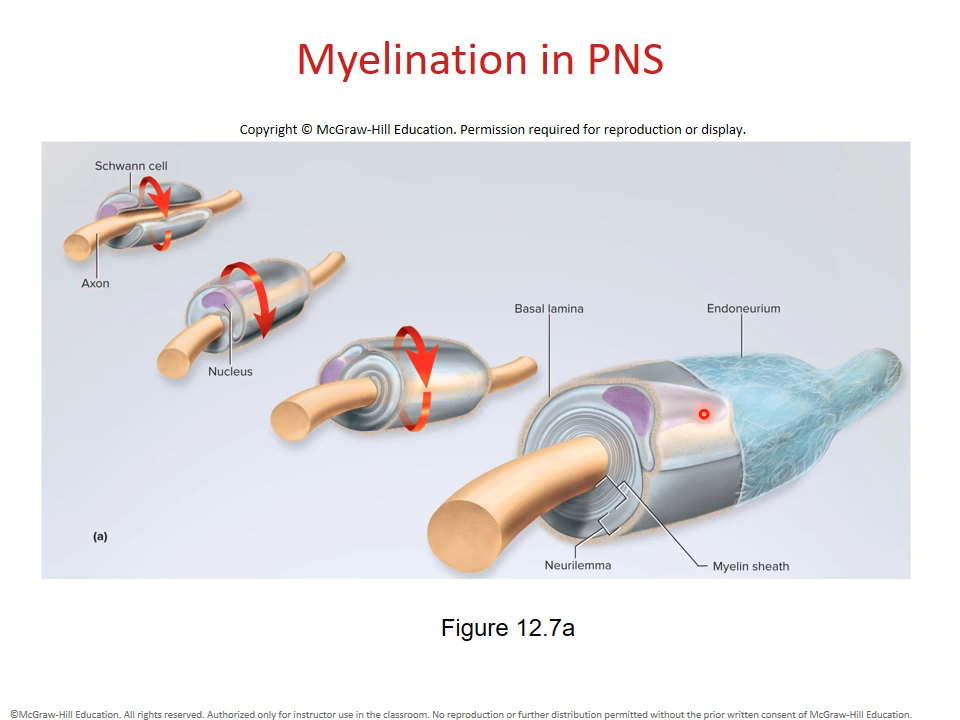 Myelination in PNS
Copyright © McGraw-Hill Education. Permission required for reproduction or display.
Schwann cell
Axon
Nucleus
Basal lamina
Endoneurium
(a)
Neurilemma
Myelin sheath
Figure 12.7a
©McGraw-Hill Education. All rights reserved. Authorized only for instructor use in the classroom. No reproduction or further distribution permitted without the prior written consent of McGraw-Hill Education.